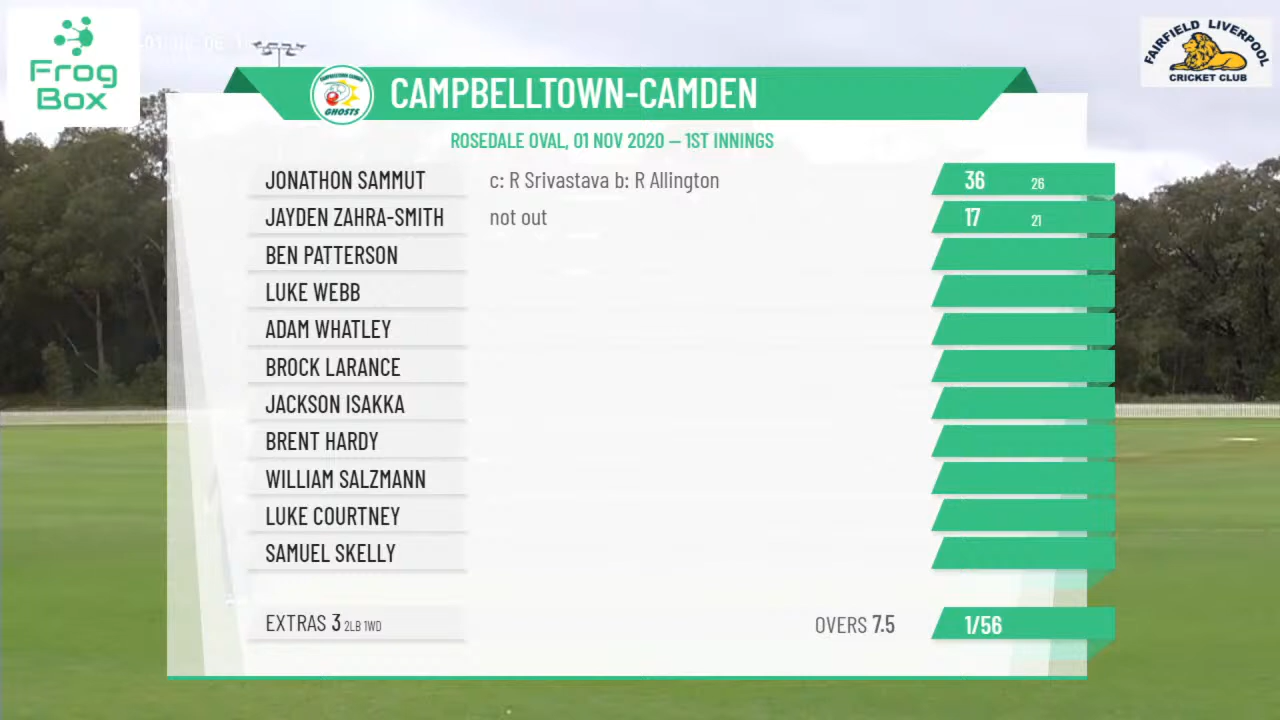 Frog
Box
FAIRFIELD LIVERPOOL
CRICKET CLUB
GHOSTS
CAMPBELLTOWN-CAMDEN
ROSEDALE OVAL, 01 NOV 2020 – 1ST INNINGS
JONATHON SAMMUT c: R Srivastava b: R Allington 36 26
JAYDEN ZAHRA-SMITH not out 17 21
BEN PATTERSON
LUKE WEBB
ADAM WHATLEY
BROCK LARANCE
JACKSON ISAKKA
BRENT HARDY
WILLIAM SALZMANN
LUKE COURTNEY
SAMUEL SKELLY
EXTRAS 3 2LB 1WD OVERS 7.5 1/56